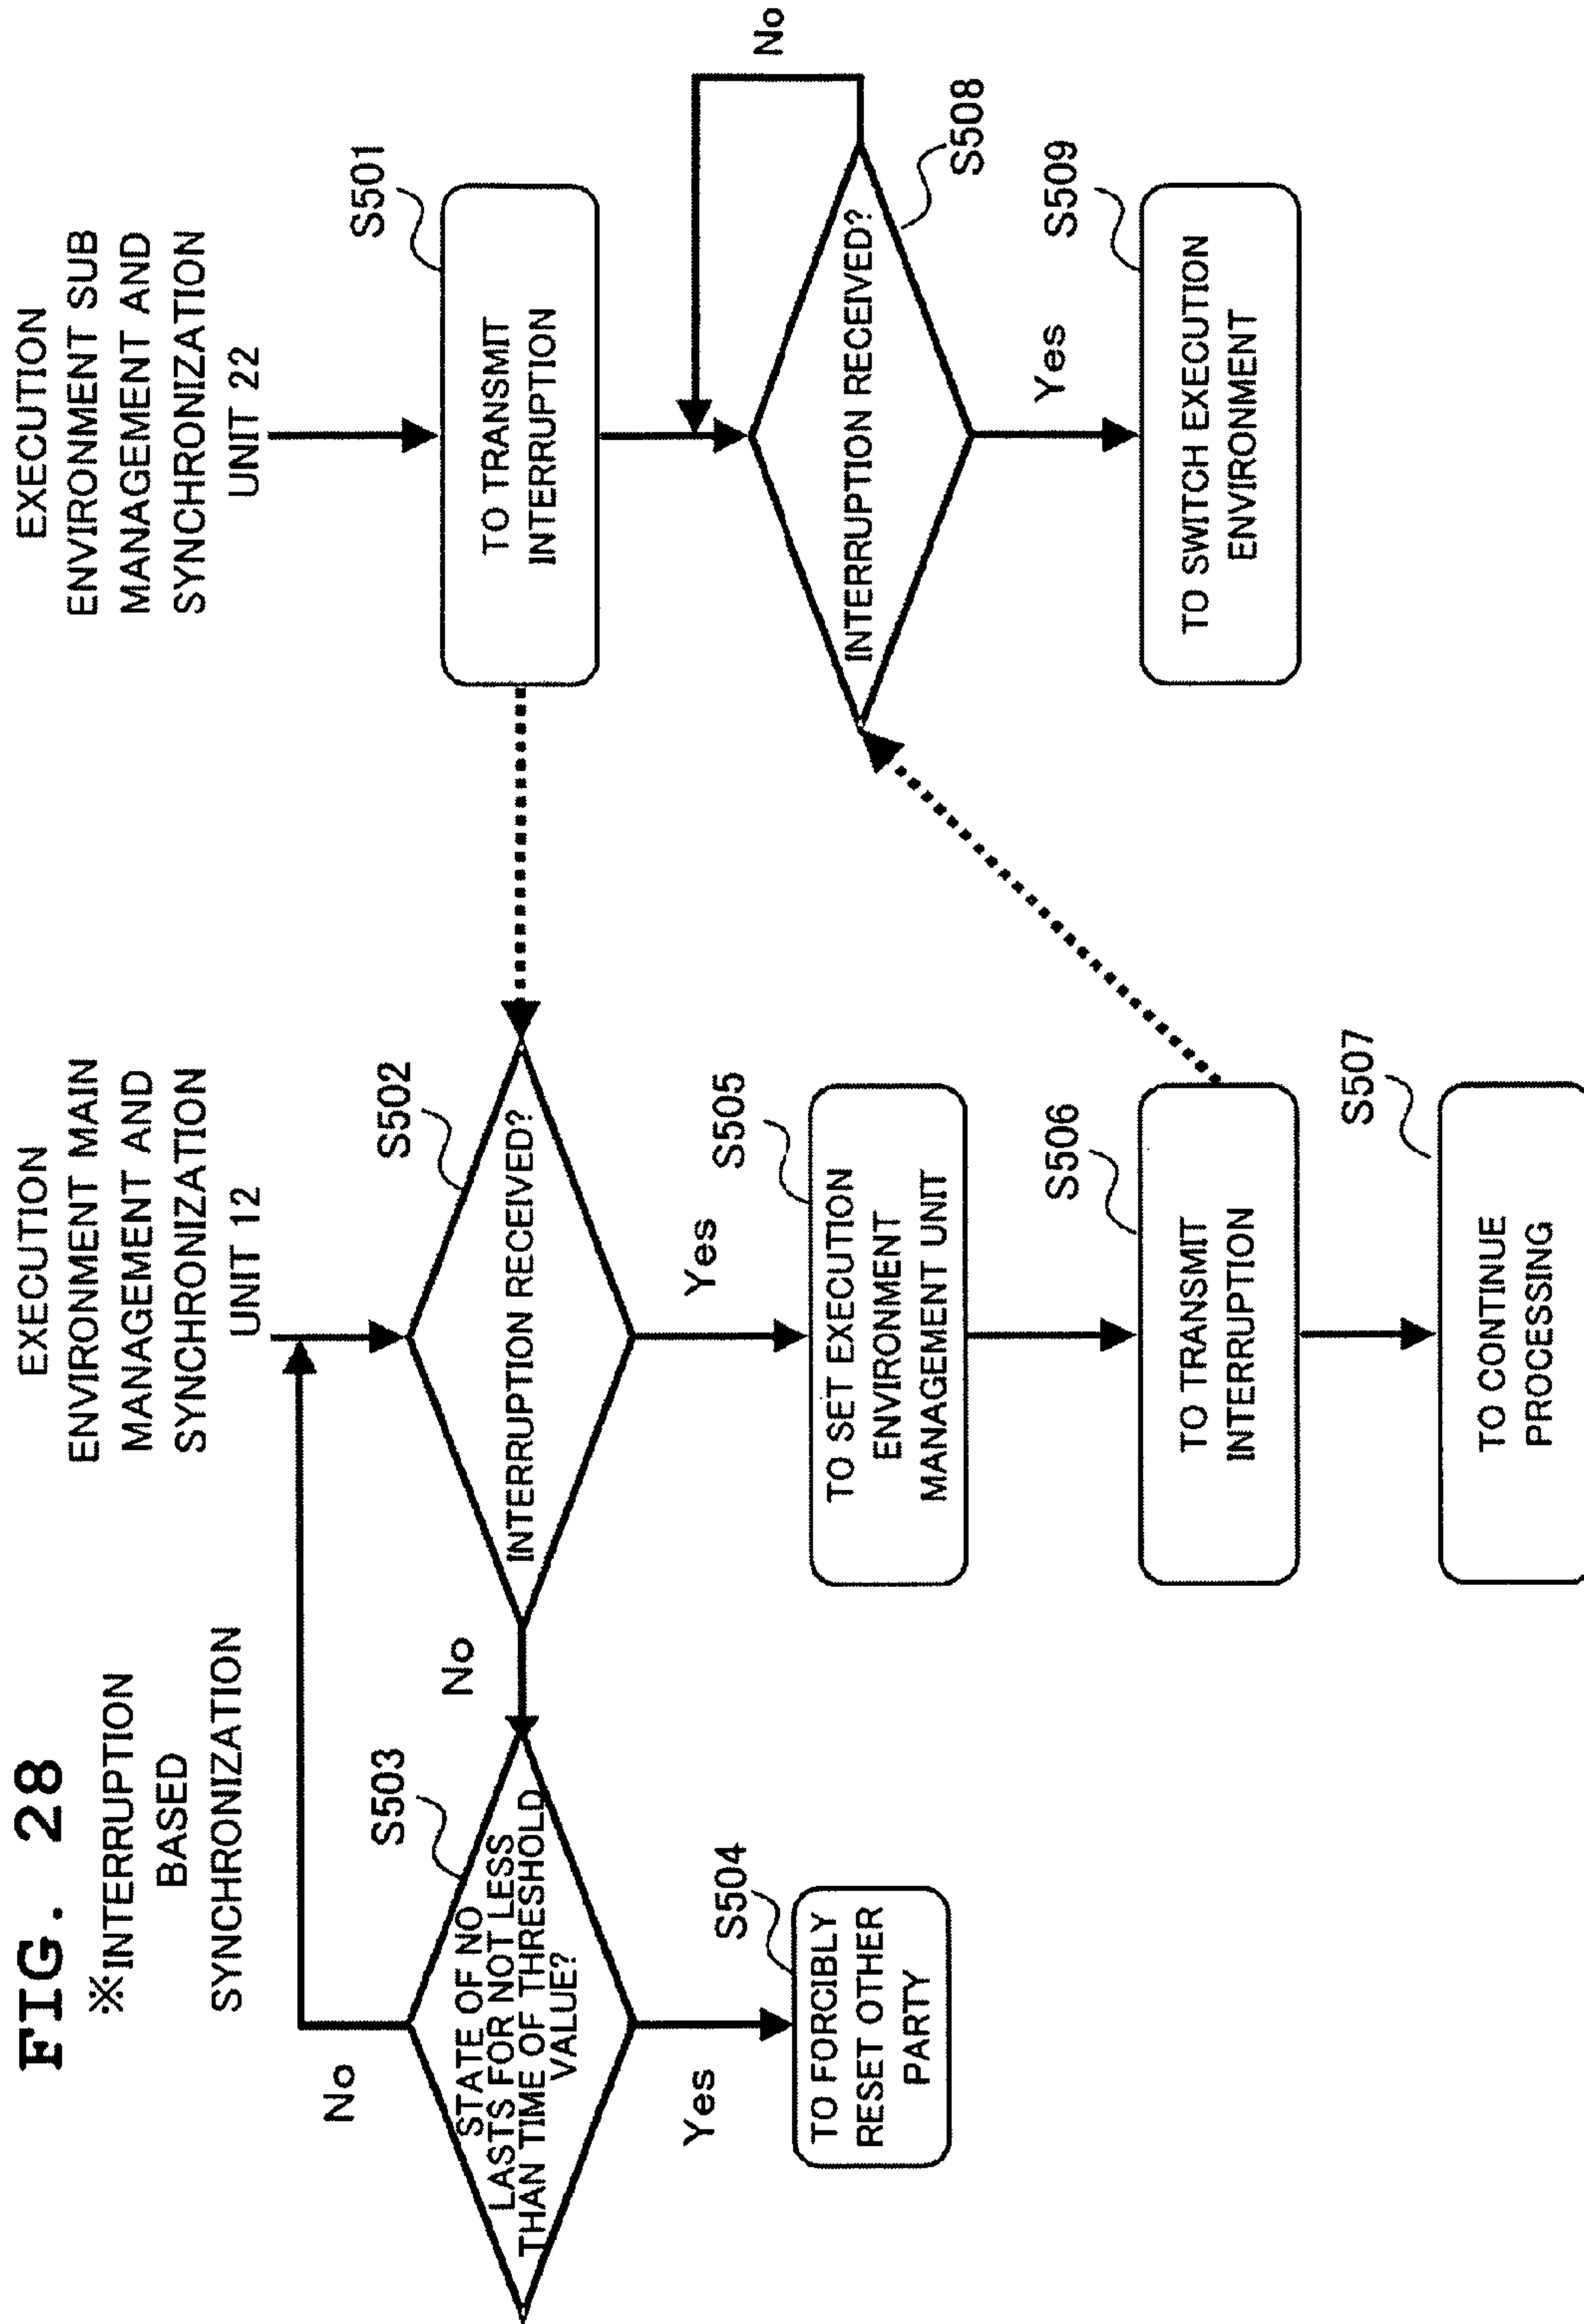 FIG. 28
※INTERRUPTION
BASED
SYNCHRONIZATION
EXECUTION
ENVIRONMENT MAIN
MANAGEMENT AND
SYNCHRONIZATION
UNIT 12
EXECUTION
ENVIRONMENT SUB
MANAGEMENT AND
SYNCHRONIZATION
UNIT 22
S501
TO TRANSMIT
INTERRUPTION
S502
INTERRUPTION RECEIVED?
No
Yes
S503
STATE OF NO
LASTS FOR NOT LESS
THAN TIME OF THRESHOLD
VALUE?
No
Yes
S504
TO FORCIBLY
RESET OTHER
PARTY
S505
TO SET EXECUTION
ENVIRONMENT
MANAGEMENT UNIT
S506
TO TRANSMIT
INTERRUPTION
S507
TO CONTINUE
PROCESSING
S508
INTERRUPTION RECEIVED?
No
Yes
S509
TO SWITCH EXECUTION
ENVIRONMENT